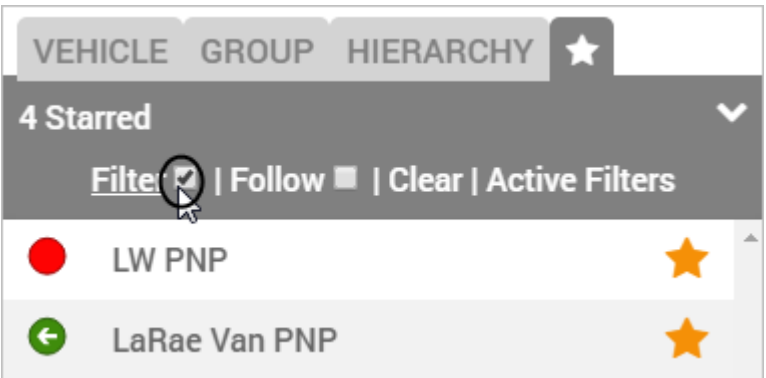 VEHICLE GROUP HIERARCHY
4 Starred
Filter | Follow | Clear | Active Filters
LW PNP
LaRae Van PNP